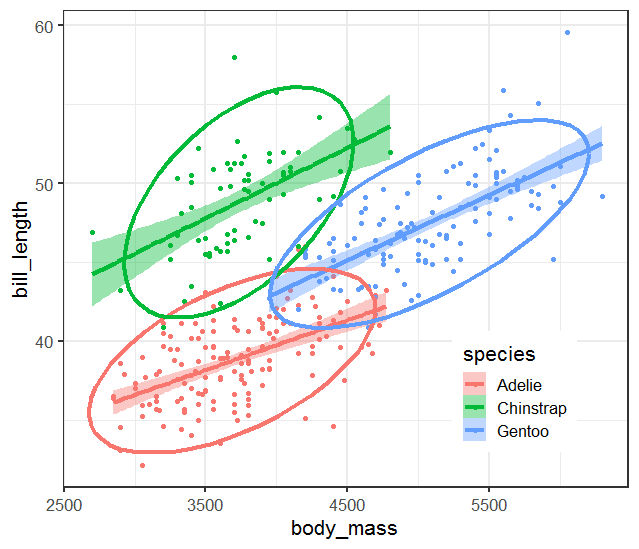 60
50
40
bill_length
2500
3500
4500
5500
body_mass
species
Adelie
Chinstrap
Gentoo